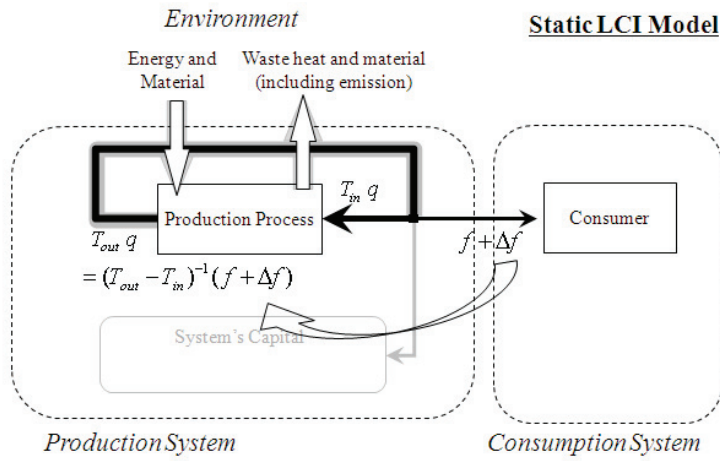 Environment
Static LCI Model
Energy and
Material
Waste heat and material
(including emission)
T_in q
Production Process
Consumer
T_out q
f + Δf
= (T_out − T_in)^−1 (f + Δf)
System's Capital
Production System
Consumption System